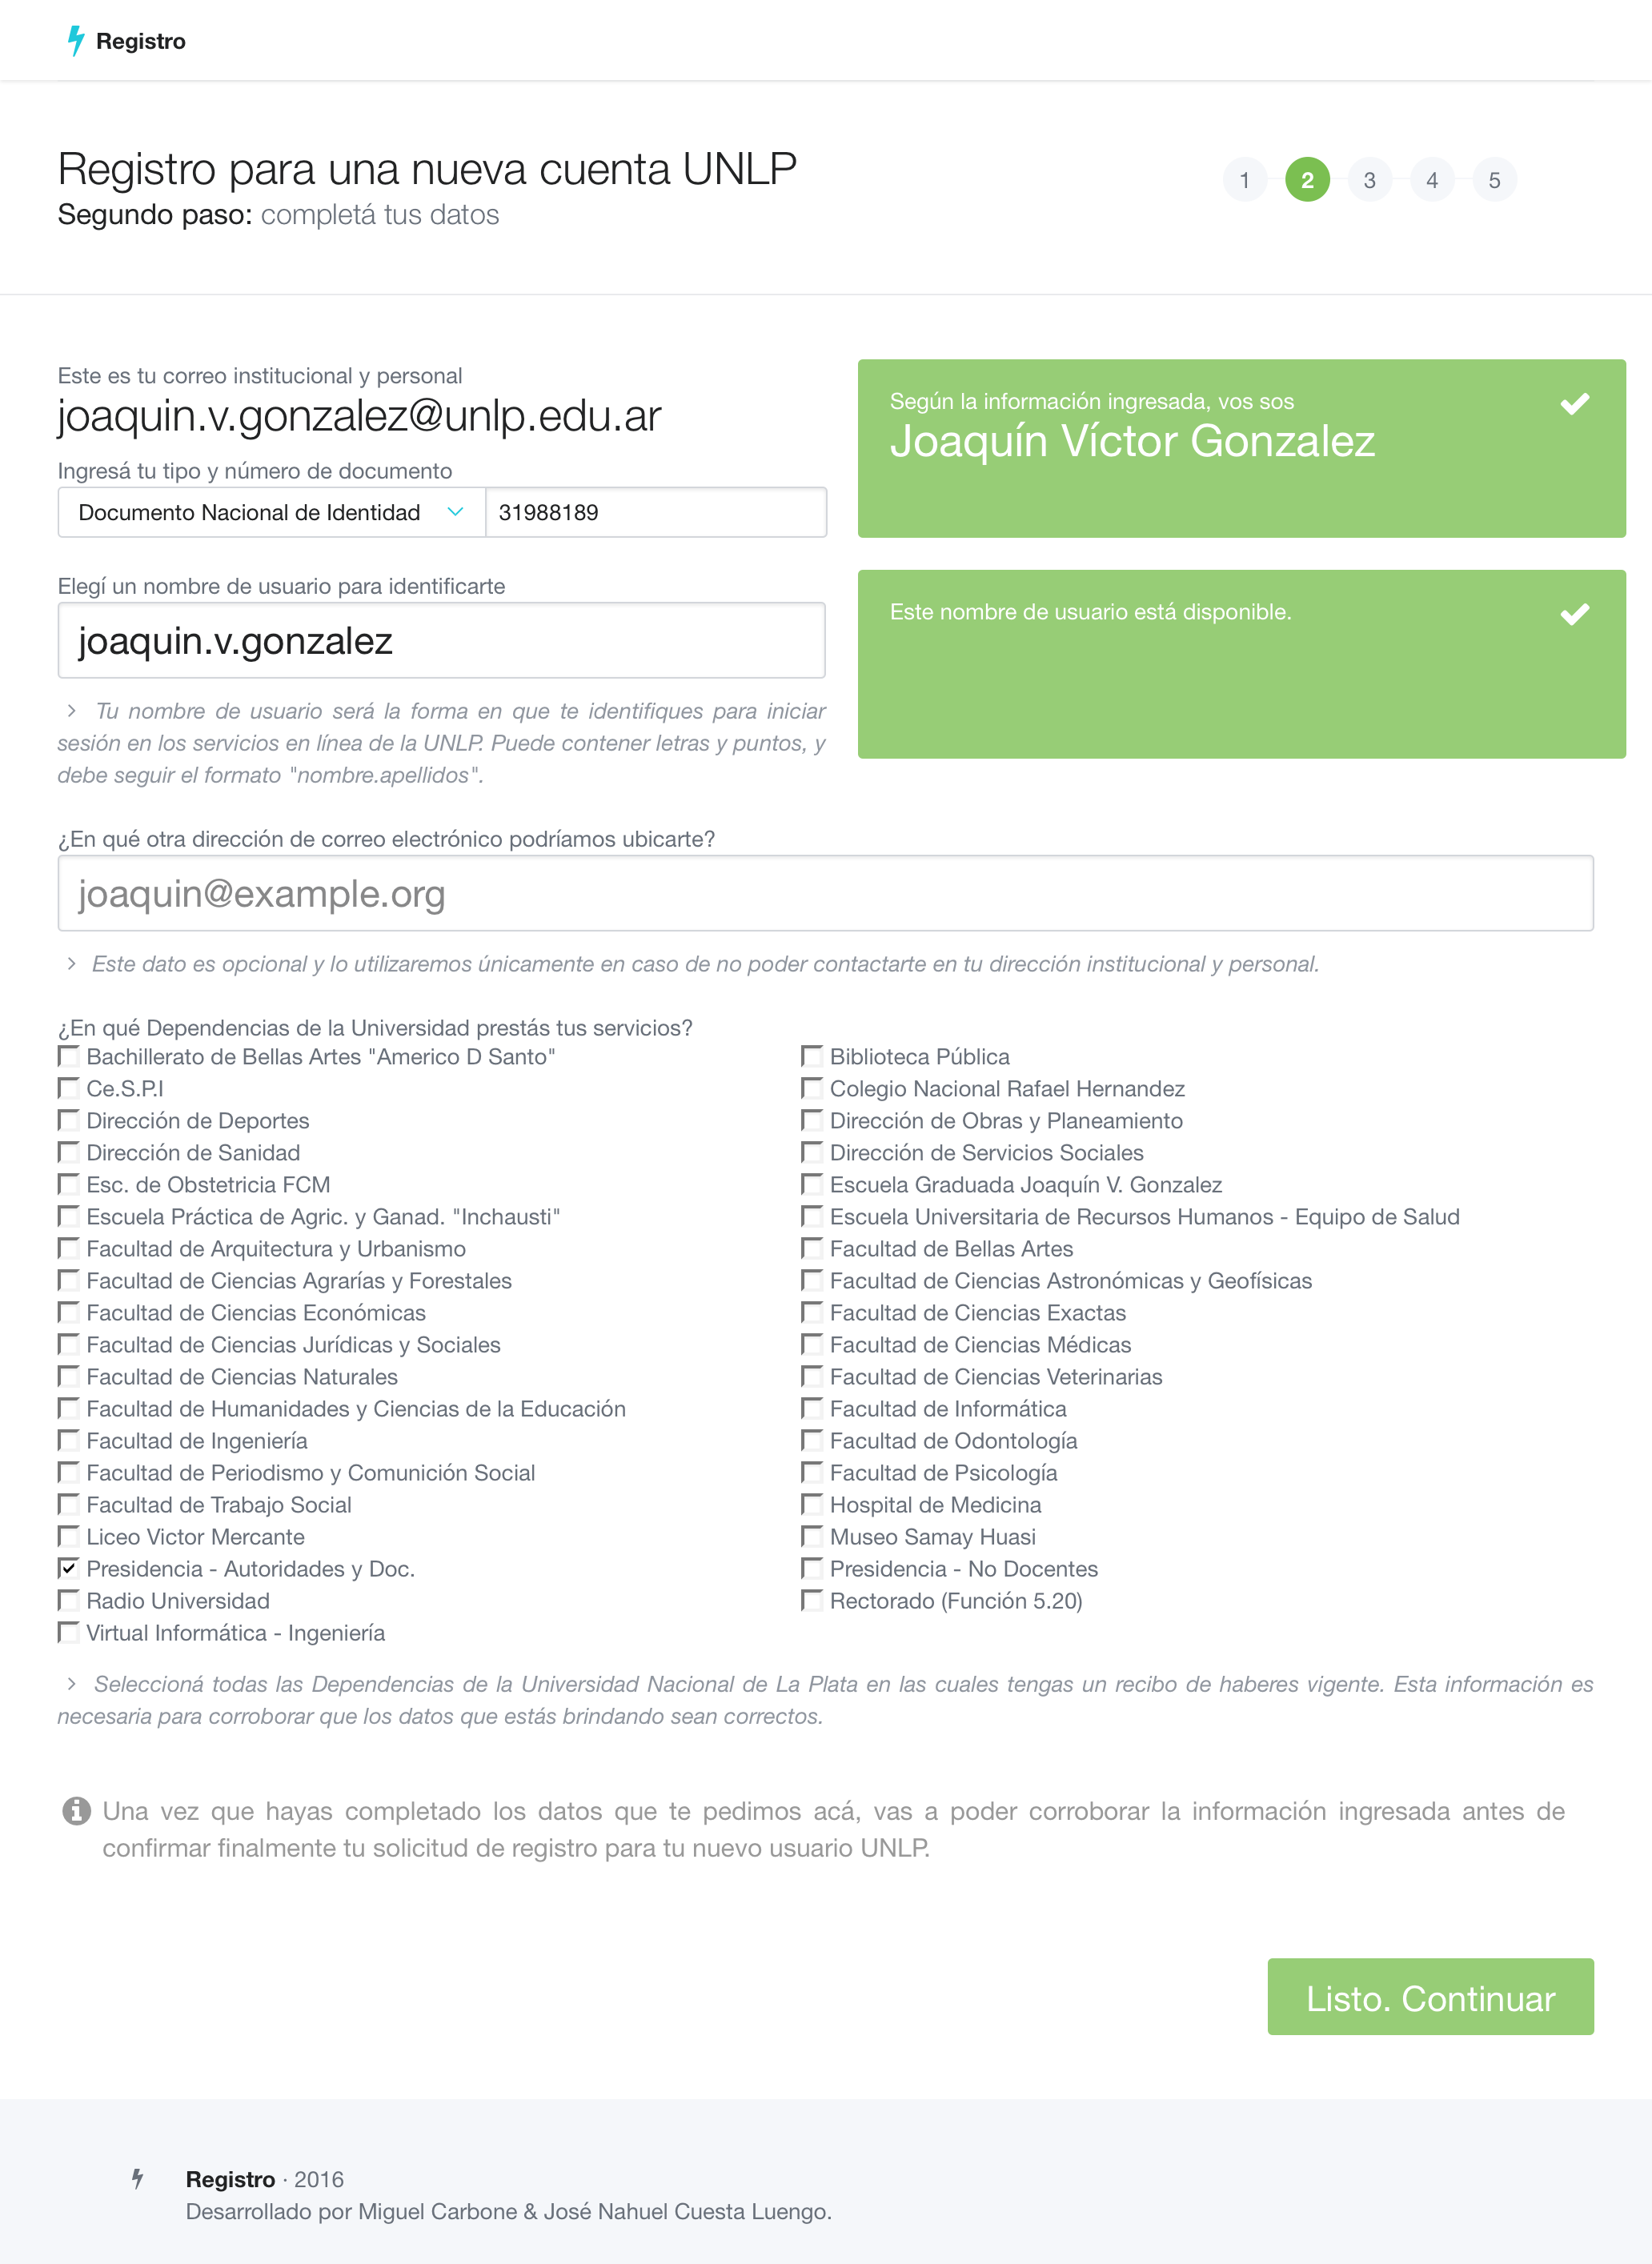 Registro
Registro para una nueva cuenta UNLP
Segundo paso: completá tus datos
1 2 3 4 5
Este es tu correo institucional y personal
joaquin.v.gonzalez@unlp.edu.ar
Según la información ingresada, vos sos
Joaquín Víctor Gonzalez
Ingresá tu tipo y número de documento
Documento Nacional de Identidad 31988189
Elegí un nombre de usuario para identificarte
joaquin.v.gonzalez
Este nombre de usuario está disponible.
Tu nombre de usuario será la forma en que te identifiques para iniciar
sesión en los servicios en línea de la UNLP. Puede contener letras y puntos, y
debe seguir el formato "nombre.apellidos".
¿En qué otra dirección de correo electrónico podríamos ubicarte?
joaquin@example.org
Este dato es opcional y lo utilizaremos únicamente en caso de no poder contactarte en tu dirección institucional y personal.
¿En qué Dependencias de la Universidad prestás tus servicios?
Bachillerato de Bellas Artes "Americo D Santo" Biblioteca Pública
Ce.S.P.I Colegio Nacional Rafael Hernandez
Dirección de Deportes Dirección de Obras y Planeamiento
Dirección de Sanidad Dirección de Servicios Sociales
Esc. de Obstetricia FCM Escuela Graduada Joaquín V. Gonzalez
Escuela Práctica de Agric. y Ganad. "Inchausti" Escuela Universitaria de Recursos Humanos - Equipo de Salud
Facultad de Arquitectura y Urbanismo Facultad de Bellas Artes
Facultad de Ciencias Agrarías y Forestales Facultad de Ciencias Astronómicas y Geofísicas
Facultad de Ciencias Económicas Facultad de Ciencias Exactas
Facultad de Ciencias Jurídicas y Sociales Facultad de Ciencias Médicas
Facultad de Ciencias Naturales Facultad de Ciencias Veterinarias
Facultad de Humanidades y Ciencias de la Educación Facultad de Informática
Facultad de Ingeniería Facultad de Odontología
Facultad de Periodismo y Comunición Social Facultad de Psicología
Facultad de Trabajo Social Hospital de Medicina
Liceo Victor Mercante Museo Samay Huasi
Presidencia - Autoridades y Doc. Presidencia - No Docentes
Radio Universidad Rectorado (Función 5.20)
Virtual Informática - Ingeniería
Seleccioná todas las Dependencias de la Universidad Nacional de La Plata en las cuales tengas un recibo de haberes vigente. Esta información es
necesaria para corroborar que los datos que estás brindando sean correctos.
Una vez que hayas completado los datos que te pedimos acá, vas a poder corroborar la información ingresada antes de
confirmar finalmente tu solicitud de registro para tu nuevo usuario UNLP.
Listo. Continuar
Registro · 2016
Desarrollado por Miguel Carbone & José Nahuel Cuesta Luengo.